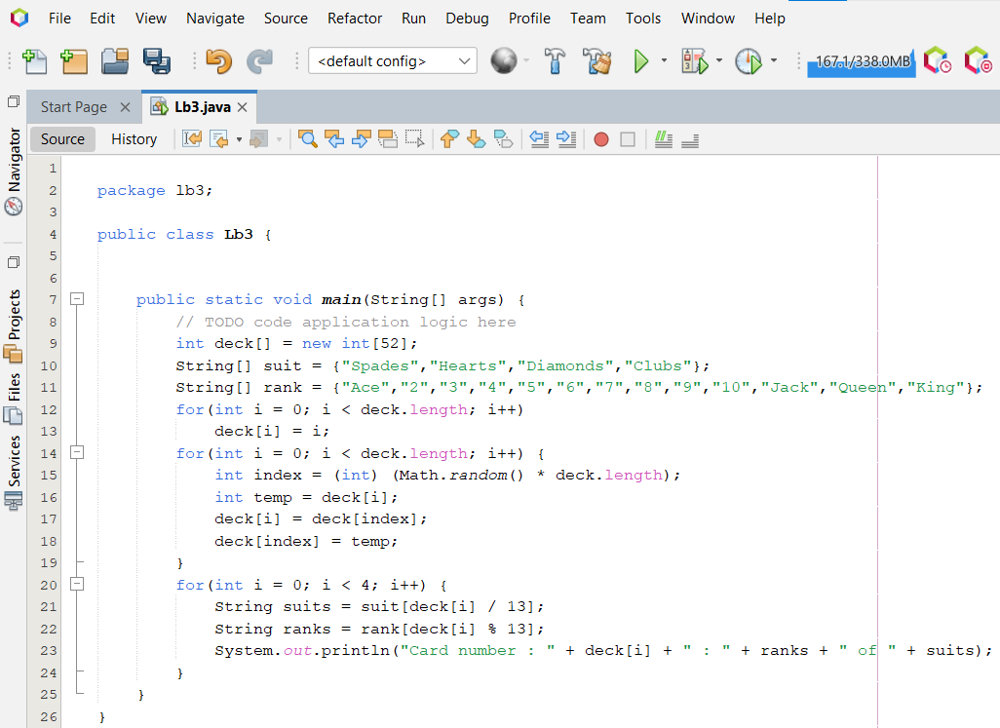 File Edit View Navigate Source Refactor Run Debug Profile Team Tools Window Help
<default config> 167.1/338.0MB
Start Page Lb3.java
Source History
Navigator
Projects
Files
Services
1
2 package lb3;
3
4 public class Lb3 {
5
6
7 public static void main(String[] args) {
8 // TODO code application logic here
9 int deck[] = new int[52];
10 String[] suit = {"Spades","Hearts","Diamonds","Clubs"};
11 String[] rank = {"Ace","2","3","4","5","6","7","8","9","10","Jack","Queen","King"};
12 for(int i = 0; i < deck.length; i++)
13 deck[i] = i;
14 for(int i = 0; i < deck.length; i++) {
15 int index = (int) (Math.random() * deck.length);
16 int temp = deck[i];
17 deck[i] = deck[index];
18 deck[index] = temp;
19 }
20 for(int i = 0; i < 4; i++) {
21 String suits = suit[deck[i] / 13];
22 String ranks = rank[deck[i] % 13];
23 System.out.println("Card number : " + deck[i] + " : " + ranks + " of " + suits);
24 }
25 }
26 }